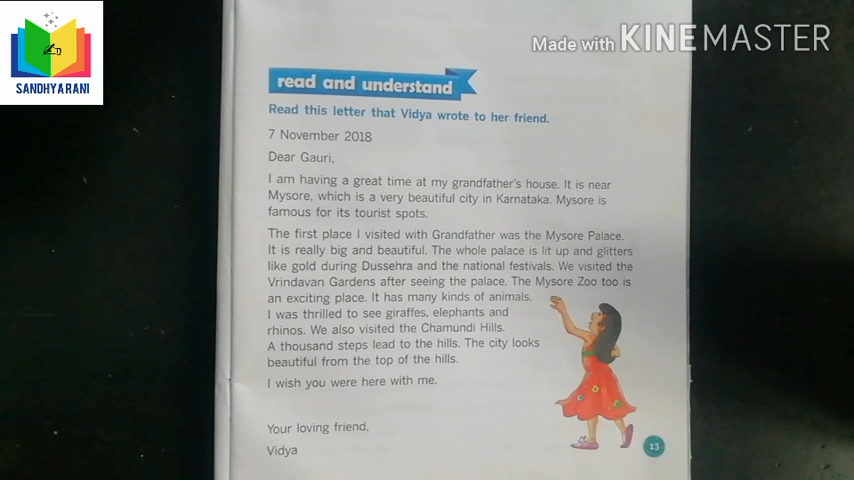 Made with KINEMASTER
SANDHYARANI
read and understand
Read this letter that Vidya wrote to her friend.
7 November 2018
Dear Gauri,
I am having a great time at my grandfather's house. It is near
Mysore, which is a very beautiful city in Karnataka. Mysore is
famous for its tourist spots.
The first place I visited with Grandfather was the Mysore Palace.
It is really big and beautiful. The whole palace is lit up and glitters
like gold during Dussehra and the national festivals. We visited the
Vrindavan Gardens after seeing the palace. The Mysore Zoo too is
an exciting place. It has many kinds of animals.
I was thrilled to see giraffes, elephants and
rhinos. We also visited the Chamundi Hills.
A thousand steps lead to the hills. The city looks
beautiful from the top of the hills.
I wish you were here with me.
Your loving friend,
Vidya
13